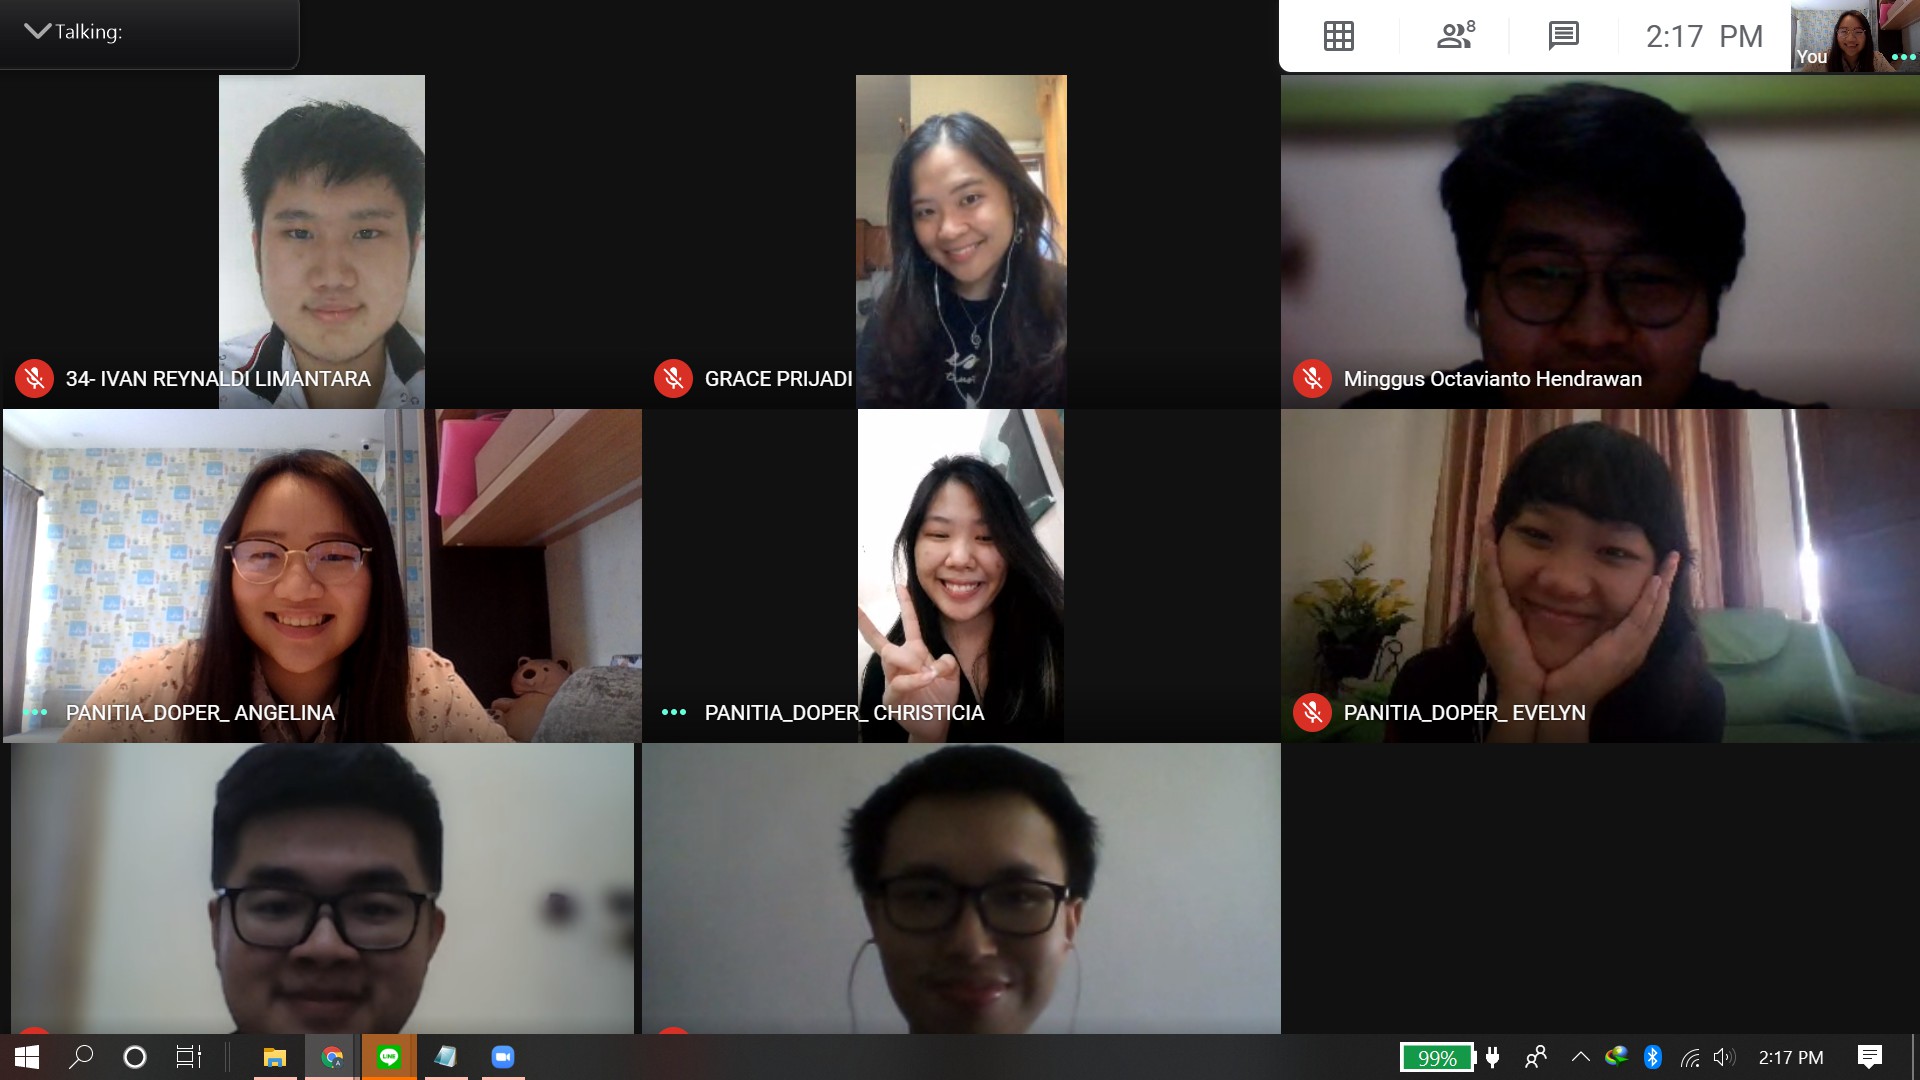 Talking:
8
2:17 PM
You
34- IVAN REYNALDI LIMANTARA
GRACE PRIJADI
Minggus Octavianto Hendrawan
PANITIA_DOPER_ ANGELINA
PANITIA_DOPER_ CHRISTICIA
PANITIA_DOPER_ EVELYN
LINE
99%
2:17 PM